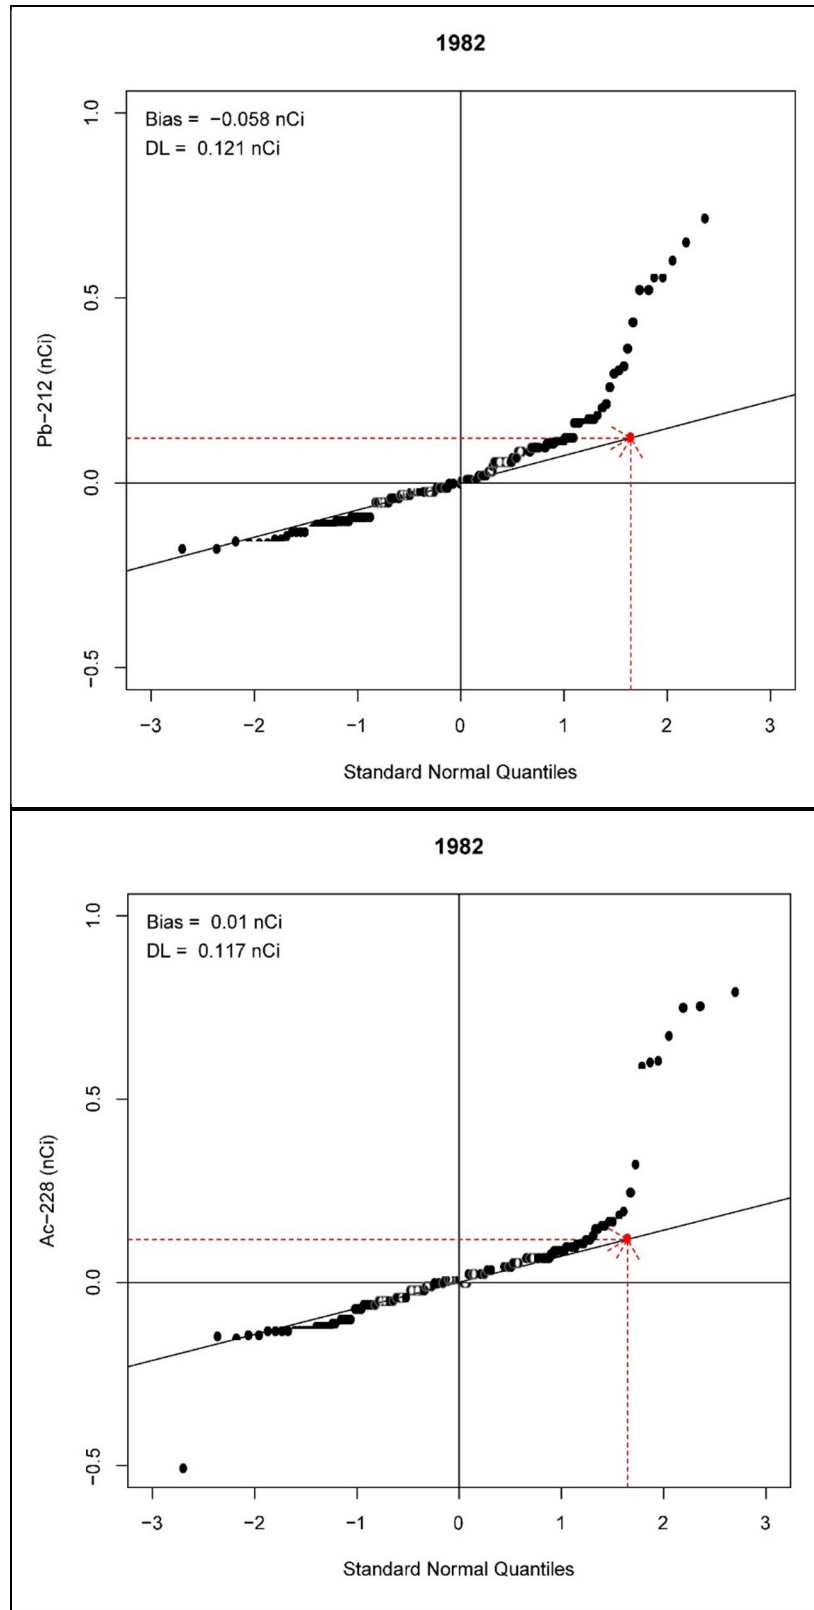 1982
Bias = −0.058 nCi
DL = 0.121 nCi
1.0
0.5
0.0
−0.5
Pb−212 (nCi)
−3 −2 −1 0 1 2 3
Standard Normal Quantiles
1982
Bias = 0.01 nCi
DL = 0.117 nCi
1.0
0.5
0.0
−0.5
Ac−228 (nCi)
−3 −2 −1 0 1 2 3
Standard Normal Quantiles